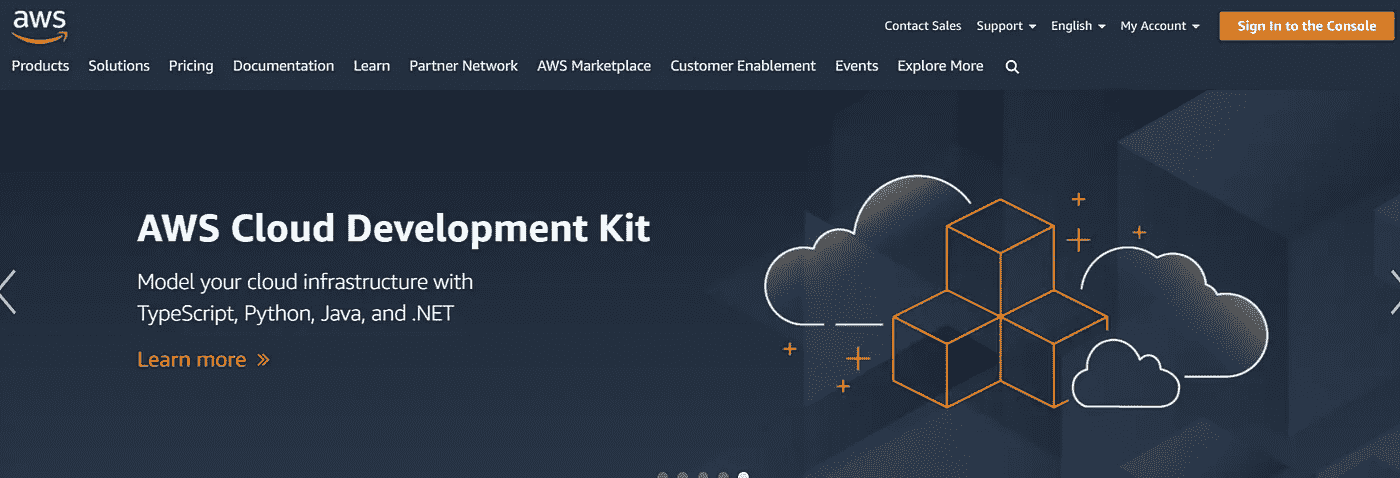 aws
Contact Sales Support English My Account Sign In to the Console
Products Solutions Pricing Documentation Learn Partner Network AWS Marketplace Customer Enablement Events Explore More
AWS Cloud Development Kit
Model your cloud infrastructure with
TypeScript, Python, Java, and .NET
Learn more »